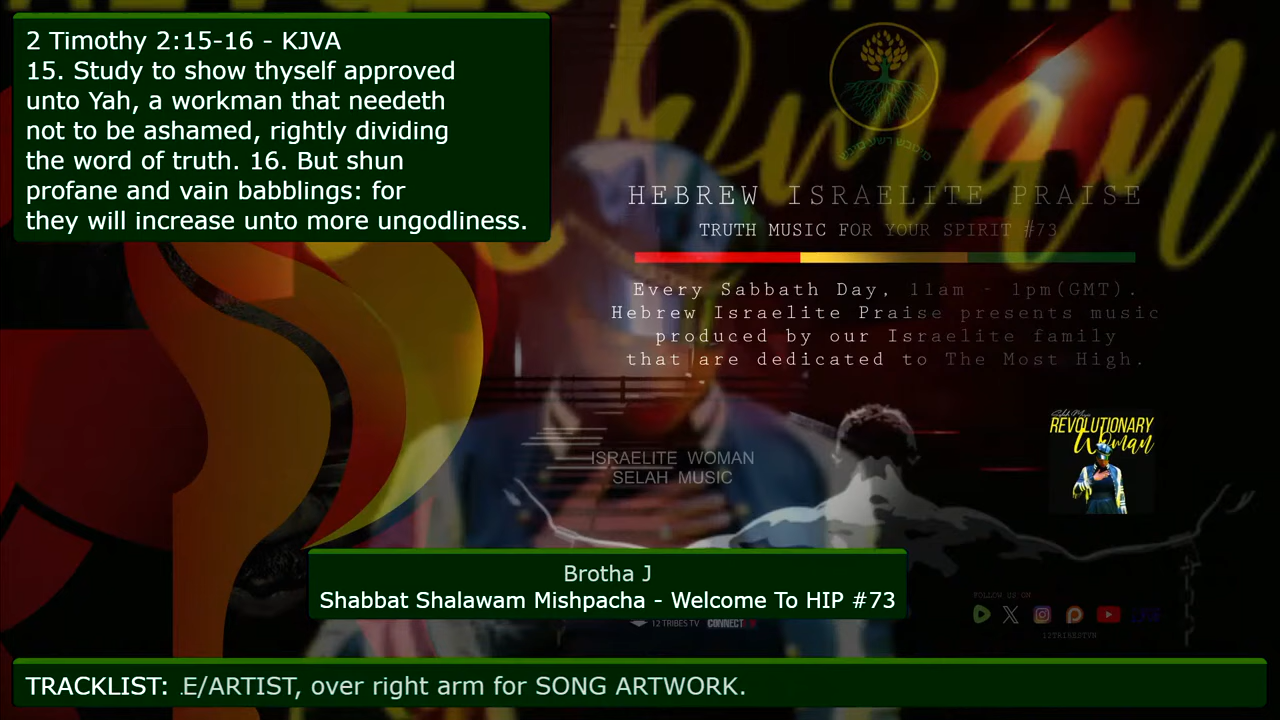 2 Timothy 2:15-16 - KJVA
15. Study to show thyself approved
unto Yah, a workman that needeth
not to be ashamed, rightly dividing
the word of truth. 16. But shun
profane and vain babblings: for
they will increase unto more ungodliness.
Woman
HEBREW ISRAELITE PRAISE
TRUTH MUSIC FOR YOUR SPIRIT #73
Every Sabbath Day, 11am - 1pm(GMT).
Hebrew Israelite Praise presents music
produced by our Israelite family
that are dedicated to The Most High.
REVOLUTIONARY
Woman
ISRAELITE WOMAN
SELAH MUSIC
Brotha J
Shabbat Shalawam Mishpacha - Welcome To HIP #73
FOLLOW US ON
12 TRIBES TV CONNECT
12TRIBESTVN
TRACKLIST: E/ARTIST, over right arm for SONG ARTWORK.